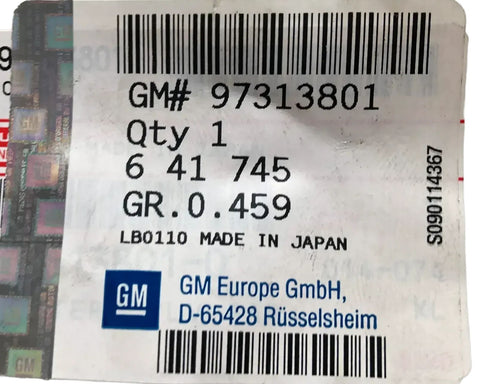 GM# 97313801
Qty 1
6 41 745
GR.0.459
LB0110 MADE IN JAPAN
S090114367
GM
GM Europe GmbH,
D-65428 Rüsselsheim
GM